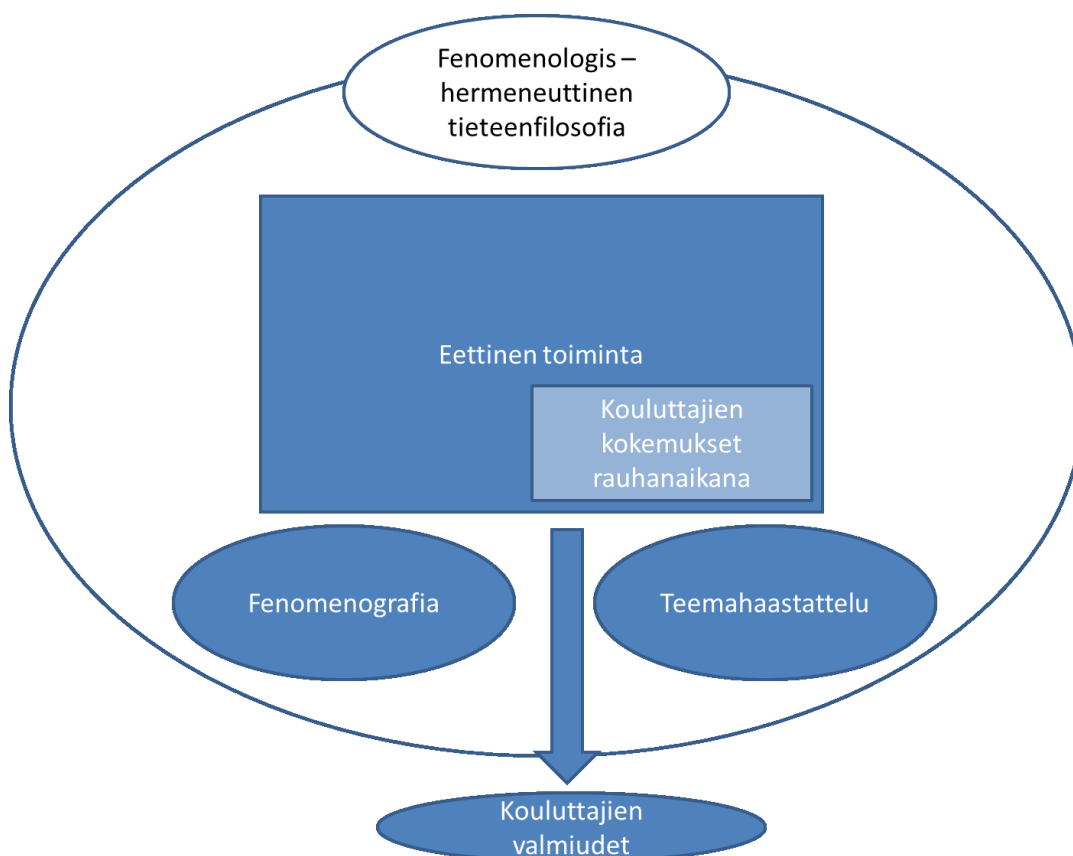 Fenomenologis –
hermeneuttinen
tieteenfilosofia
Eettinen toiminta
Kouluttajien
kokemukset
rauhanaikana
Fenomenografia
Teemahaastattelu
Kouluttajien
valmiudet